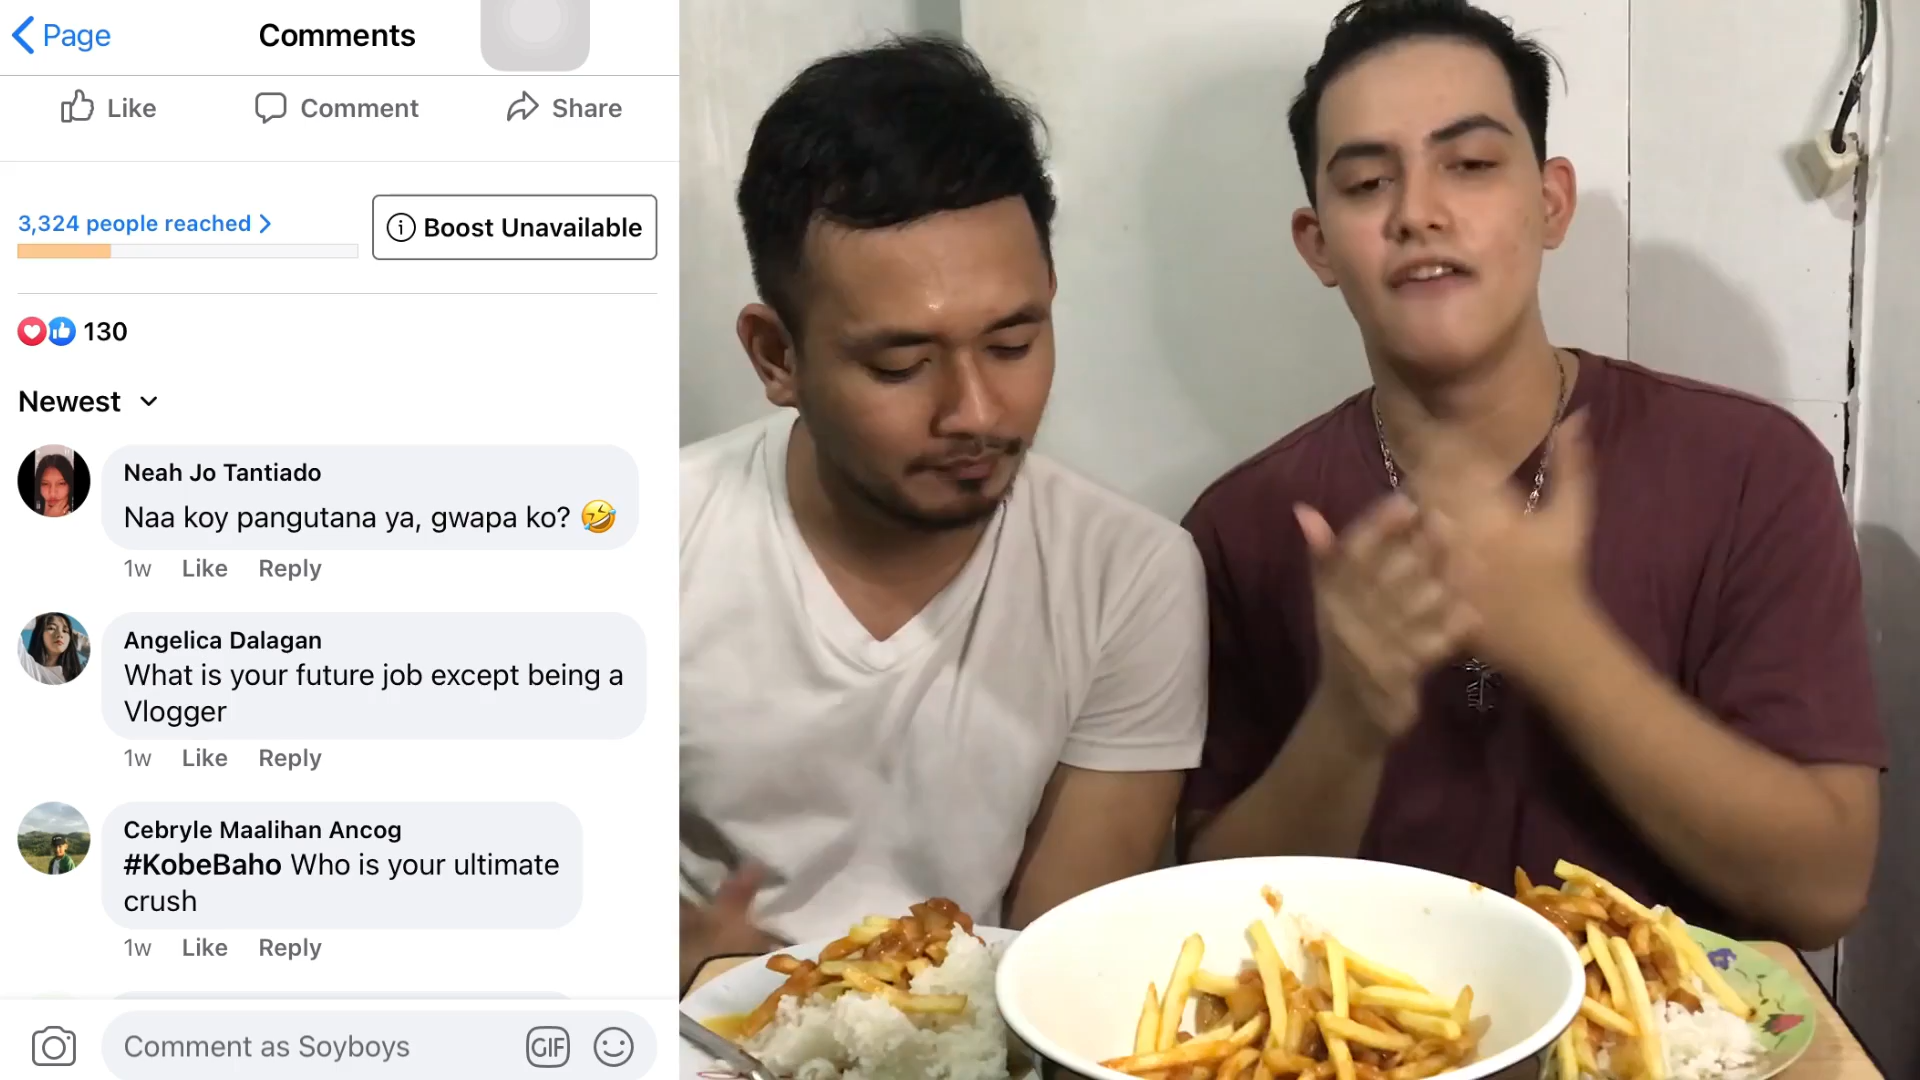 Page
Comments
Like
Comment
Share
3,324 people reached
Boost Unavailable
130
Newest
Neah Jo Tantiado
Naa koy pangutana ya, gwapa ko? 🤣
1w Like Reply
Angelica Dalagan
What is your future job except being a
Vlogger
1w Like Reply
Cebryle Maalihan Ancog
#KobeBaho Who is your ultimate
crush
1w Like Reply
Comment as Soyboys
GIF